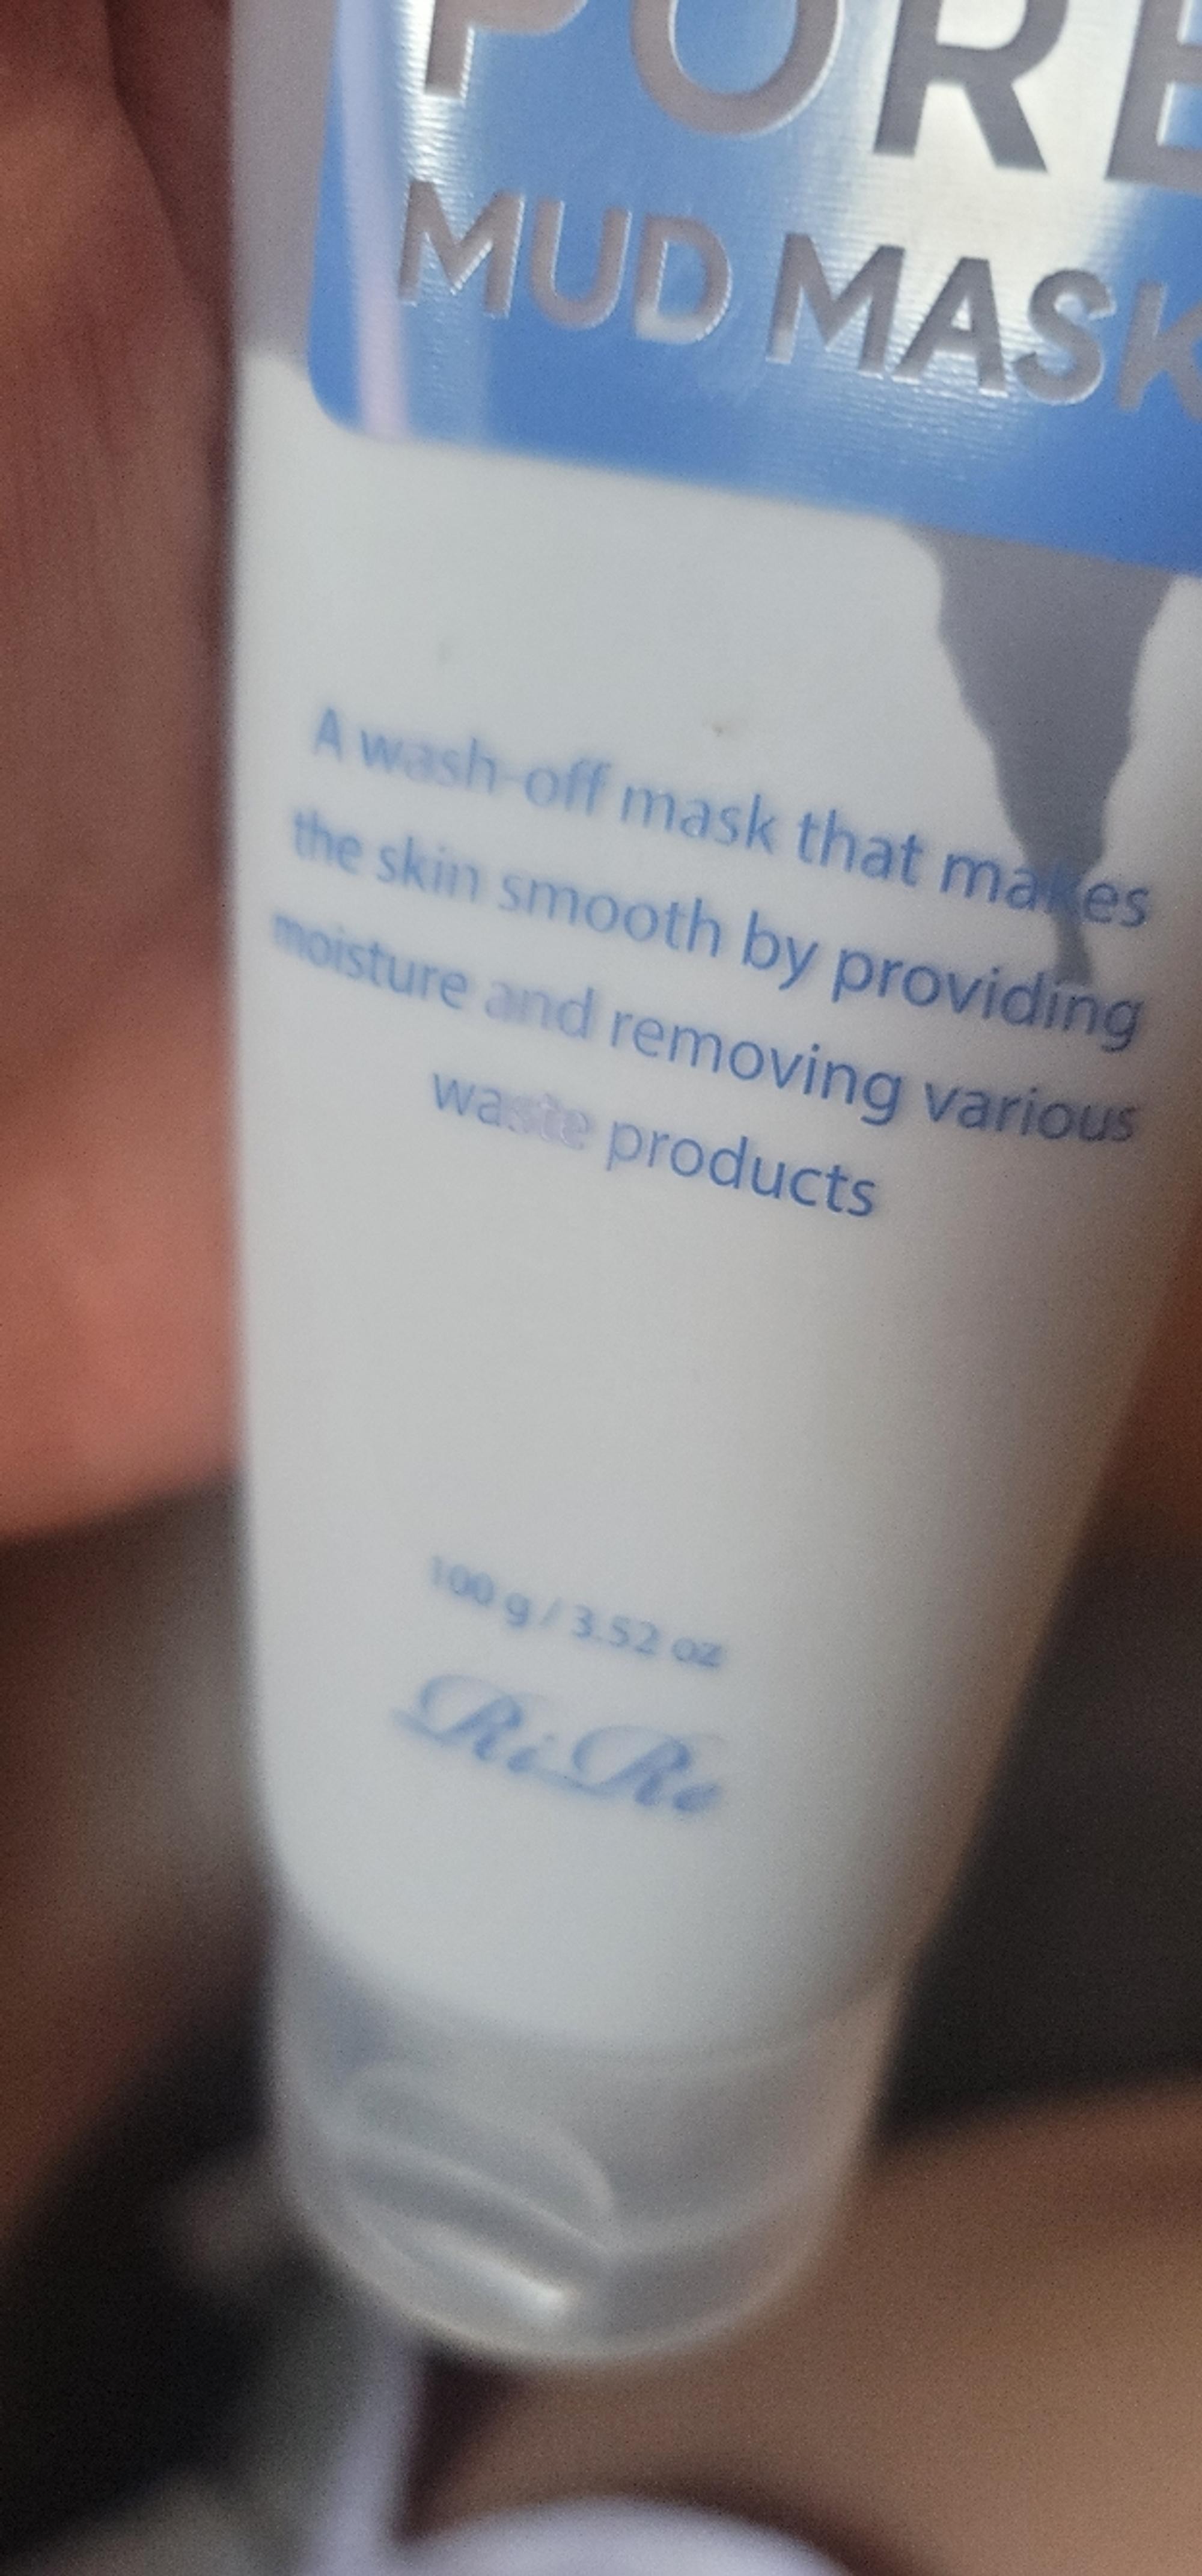 PORE
MUD MASK
A wash-off mask that makes
the skin smooth by providing
moisture and removing various
waste products
100 g / 3.52 oz
RiRe